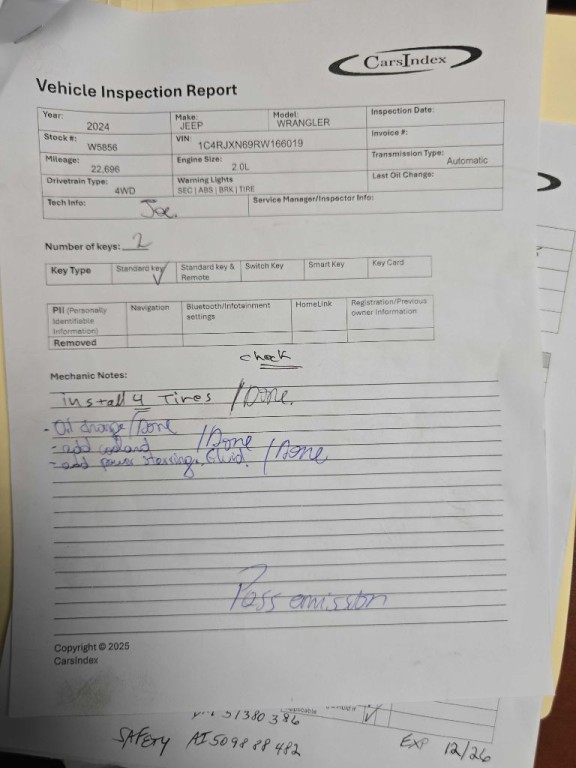 CarsIndex
Vehicle Inspection Report
Year: 2024 Make: JEEP Model: WRANGLER Inspection Date:
Stock #: W5856 VIN: 1C4RJXN69RW166019 Invoice #:
Mileage: 22,696 Engine Size: 2.0L Transmission Type: Automatic
Drivetrain Type: 4WD Warning Lights SEC | ABS | BRK | TIRE Last Oil Change:
Tech Info: Joe. Service Manager/Inspector Info:
Number of keys: 2
Key Type Standard key ✓ Standard key & Remote Switch Key Smart Key Key Card
PII (Personally Identifiable Information) Navigation Bluetooth/Infotainment settings HomeLink Registration/Previous owner information
Removed
check
Mechanic Notes:
install 4 Tires / Done.
- Oil change / Done
- add cooland / Done
- add power sterring fluid. / Done
Pass emission
Copyright © 2025
CarsIndex
51380386
SAFETY AI5098 88 482 EXP 12/26